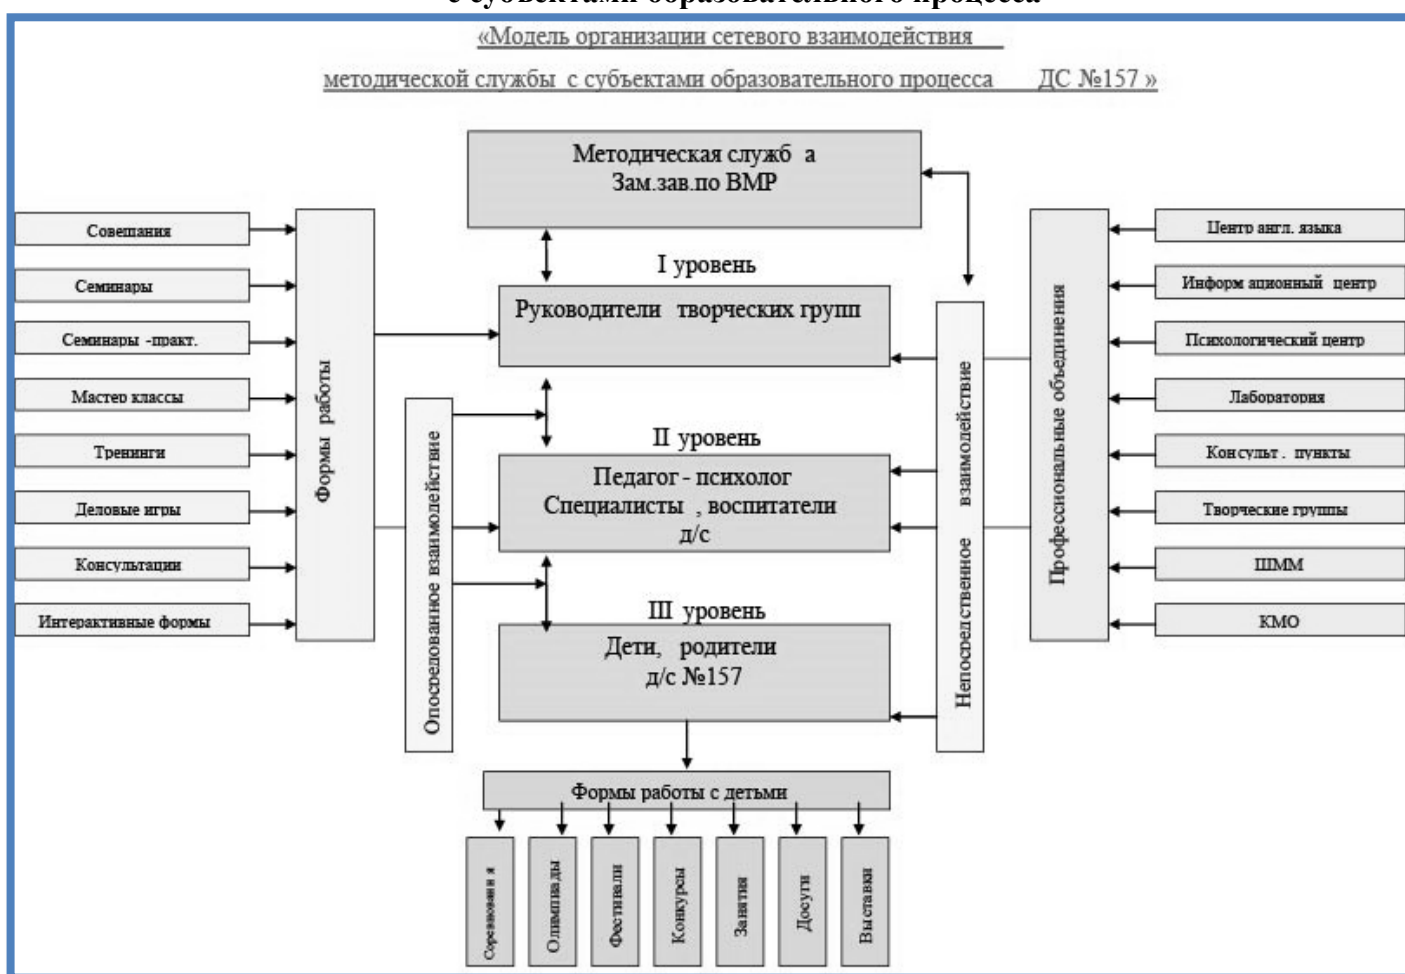 с субъектами образовательного процесса
«Модель организации сетевого взаимодействия
методической службы с субъектами образовательного процесса ДС №157 »
Методическая служб а
Зам.зав.по ВМР
I уровень
Руководители творческих групп
II уровень
Педагог - психолог
Специалисты , воспитатели
д/с
III уровень
Дети, родители
д/с №157
Формы работы с детьми
Соревновани я
Олимпиады
Фестивали
Конкурсы
Занятия
Досуги
Выставки
Совещания
Семинары
Семинары -практ.
Мастер классы
Тренинги
Деловые игры
Консультации
Интерактивные формы
Формы работы
Опосредованное взаимодействие
Непосредственное взаимодействие
Профессиональные объединения
Центр англ. языка
Информ ационный центр
Психологический центр
Лаборатория
Консульт . пункты
Творческие группы
ШММ
КМО